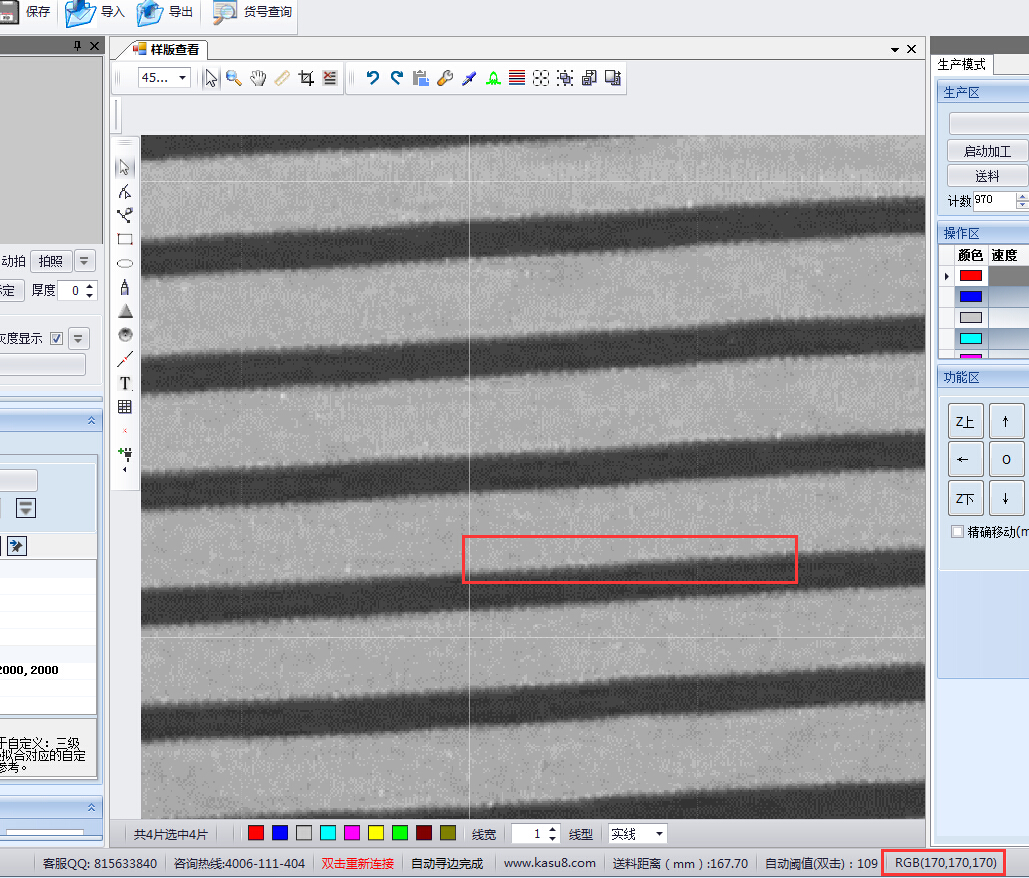 保存
导入
导出
货号查询
样版查看
45...
生产模式
生产区
启动加工
送料
计数 970
操作区
颜色 速度
功能区
Z上 ↑
← O
Z下 ↓
精确移动(m
动拍 拍照
定 厚度 0
灰度显示
2000, 2000
于自定义：三级
拟合对应的自定
参考。
T
共4片选中4片
线宽 1 线型 实线
客服QQ: 815633840
咨询热线:4006-111-404
双击重新连接
自动寻边完成
www.kasu8.com
送料距离（mm）:167.70
自动阈值(双击)：109
RGB(170,170,170)